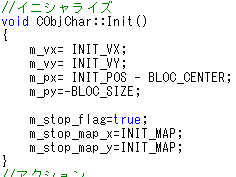 //イニシャライズ
void CObjChar::Init()
{
m_vx= INIT_VX;
m_vy= INIT_VY;
m_px= INIT_POS - BLOC_CENTER;
m_py=-BLOC_SIZE;
m_stop_flag=true;
m_stop_map_x=INIT_MAP;
m_stop_map_y=INIT_MAP;
}
//アクション